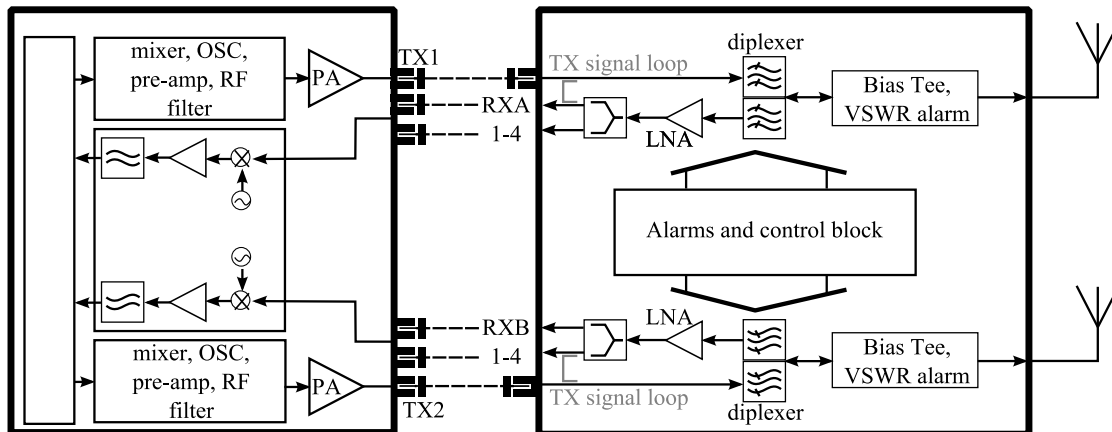 mixer, OSC,
pre-amp, RF
filter
PA
TX1
RXA
1-4
TX signal loop
diplexer
LNA
Bias Tee,
VSWR alarm
Alarms and control block
mixer, OSC,
pre-amp, RF
filter
PA
RXB
1-4
TX2
LNA
TX signal loop
diplexer
Bias Tee,
VSWR alarm